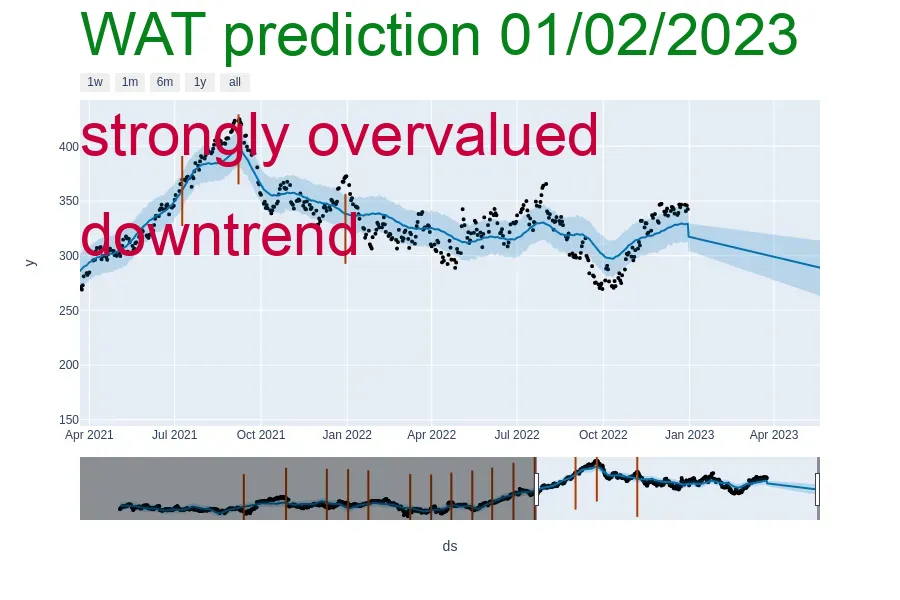 WAT prediction 01/02/2023
1w 1m 6m 1y all
strongly overvalued
400
350
downtrend
300
y
250
200
150
Apr 2021 Jul 2021 Oct 2021 Jan 2022 Apr 2022 Jul 2022 Oct 2022 Jan 2023 Apr 2023
ds